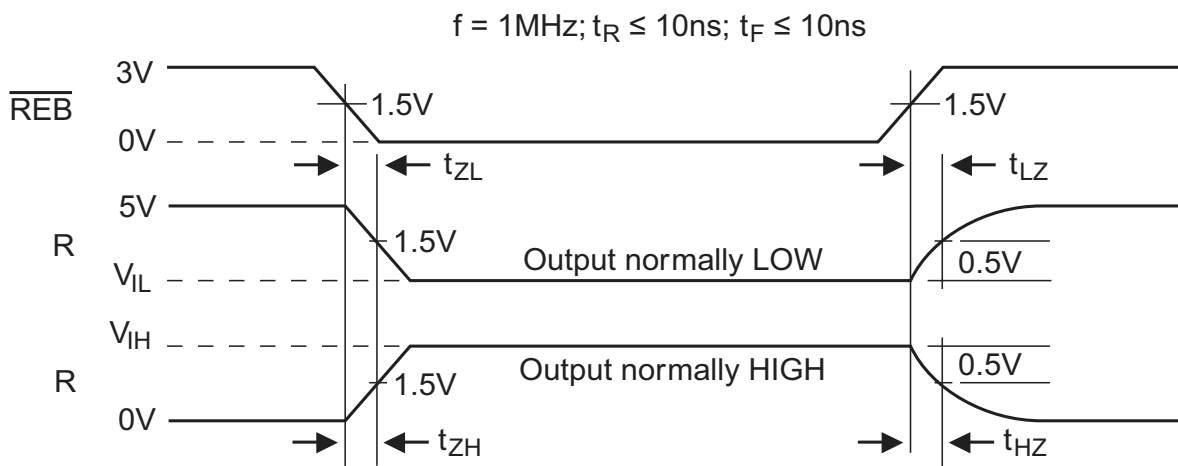 f = 1MHz; tR ≤ 10ns; tF ≤ 10ns
3V
REB
1.5V
1.5V
0V
tZL
tLZ
5V
R
1.5V
Output normally LOW
0.5V
VIL
VIH
R
1.5V
Output normally HIGH
0.5V
0V
tZH
tHZ